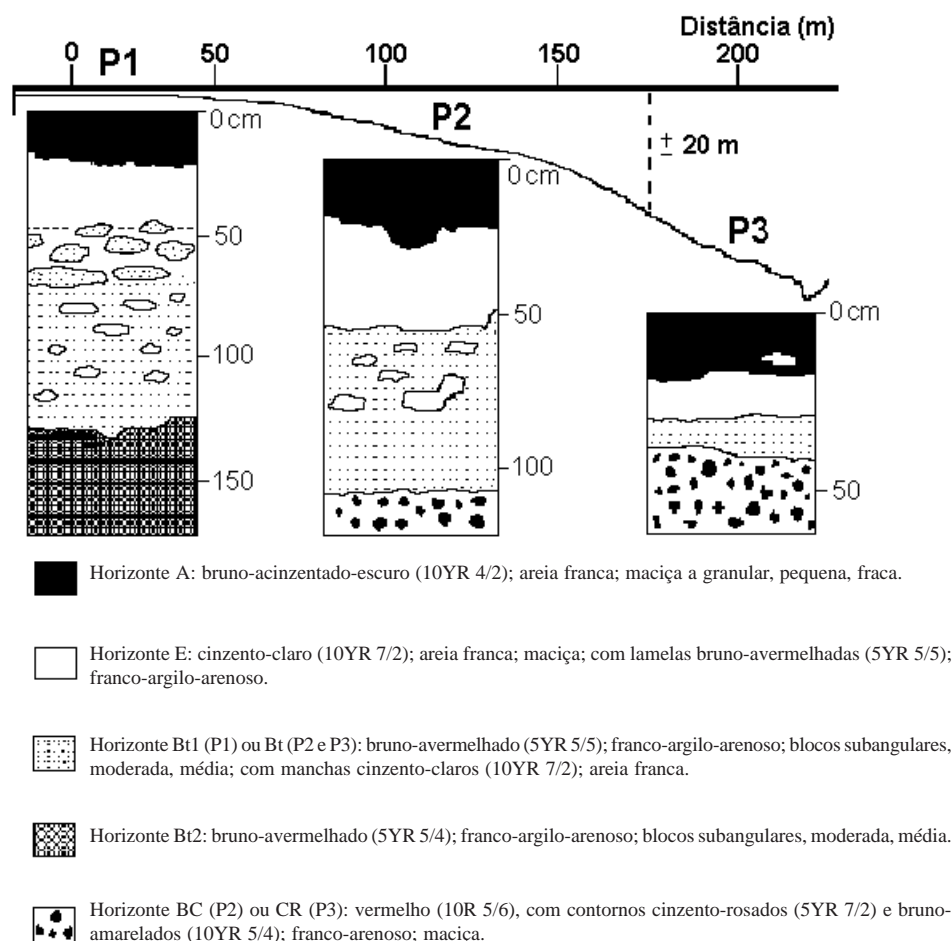 Distância (m)
0 P1 50 100 150 200
P2
0 cm
± 20 m
0 cm
P3
50
0 cm
50
100
150
100
50
Horizonte A: bruno-acinzentado-escuro (10YR 4/2); areia franca; maciça a granular, pequena, fraca.
Horizonte E: cinzento-claro (10YR 7/2); areia franca; maciça; com lamelas bruno-avermelhadas (5YR 5/5);
franco-argilo-arenoso.
Horizonte Bt1 (P1) ou Bt (P2 e P3): bruno-avermelhado (5YR 5/5); franco-argilo-arenoso; blocos subangulares,
moderada, média; com manchas cinzento-claros (10YR 7/2); areia franca.
Horizonte Bt2: bruno-avermelhado (5YR 5/4); franco-argilo-arenoso; blocos subangulares, moderada, média.
Horizonte BC (P2) ou CR (P3): vermelho (10R 5/6), com contornos cinzento-rosados (5YR 7/2) e bruno-
amarelados (10YR 5/4); franco-arenoso; maciça.